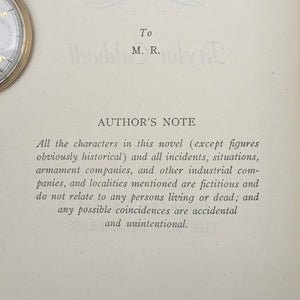 To
M. R.
AUTHOR'S NOTE
All the characters in this novel (except figures
obviously historical) and all incidents, situations,
armament companies, and other industrial com-
panies, and localities mentioned are fictitious and
do not relate to any persons living or dead; and
any possible coincidences are accidental
and unintentional.